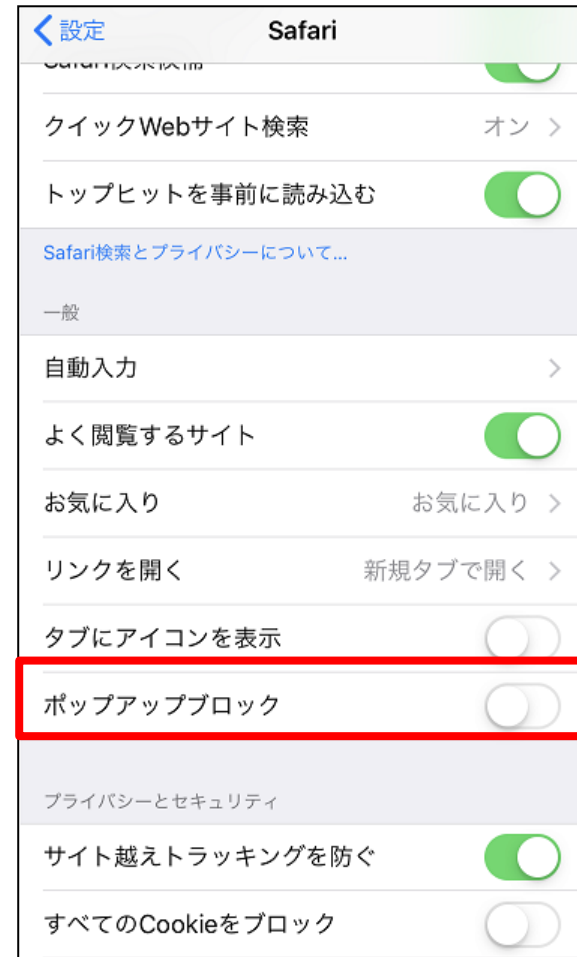 設定
Safari
クイックWebサイト検索 オン
トップヒットを事前に読み込む
Safari検索とプライバシーについて...
一般
自動入力
よく閲覧するサイト
お気に入り お気に入り
リンクを開く 新規タブで開く
タブにアイコンを表示
ポップアップブロック
プライバシーとセキュリティ
サイト越えトラッキングを防ぐ
すべてのCookieをブロック